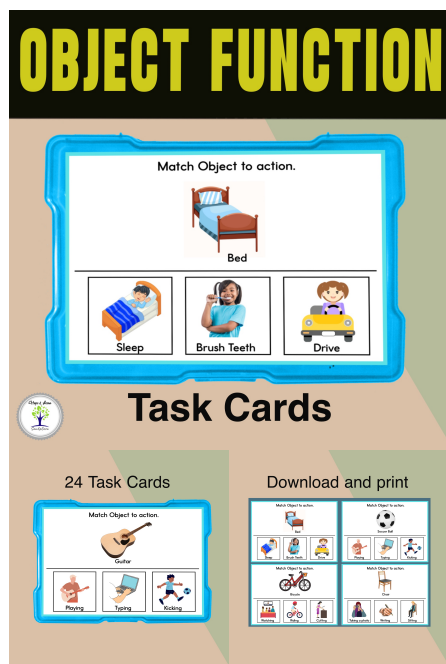 OBJECT FUNCTION
Match Object to action.
Bed
Sleep Brush Teeth Drive
Task Cards
24 Task Cards
Match Object to action.
Guitar
Playing Typing Kicking
Download and print
Match Object to action. Match Object to action.
Bed Soccer Ball
Sleep Brush Teeth Drive Playing Typing Kicking
Match Object to action. Match Object to action.
Bicycle Chair
Riding Cutting Writing Sitting